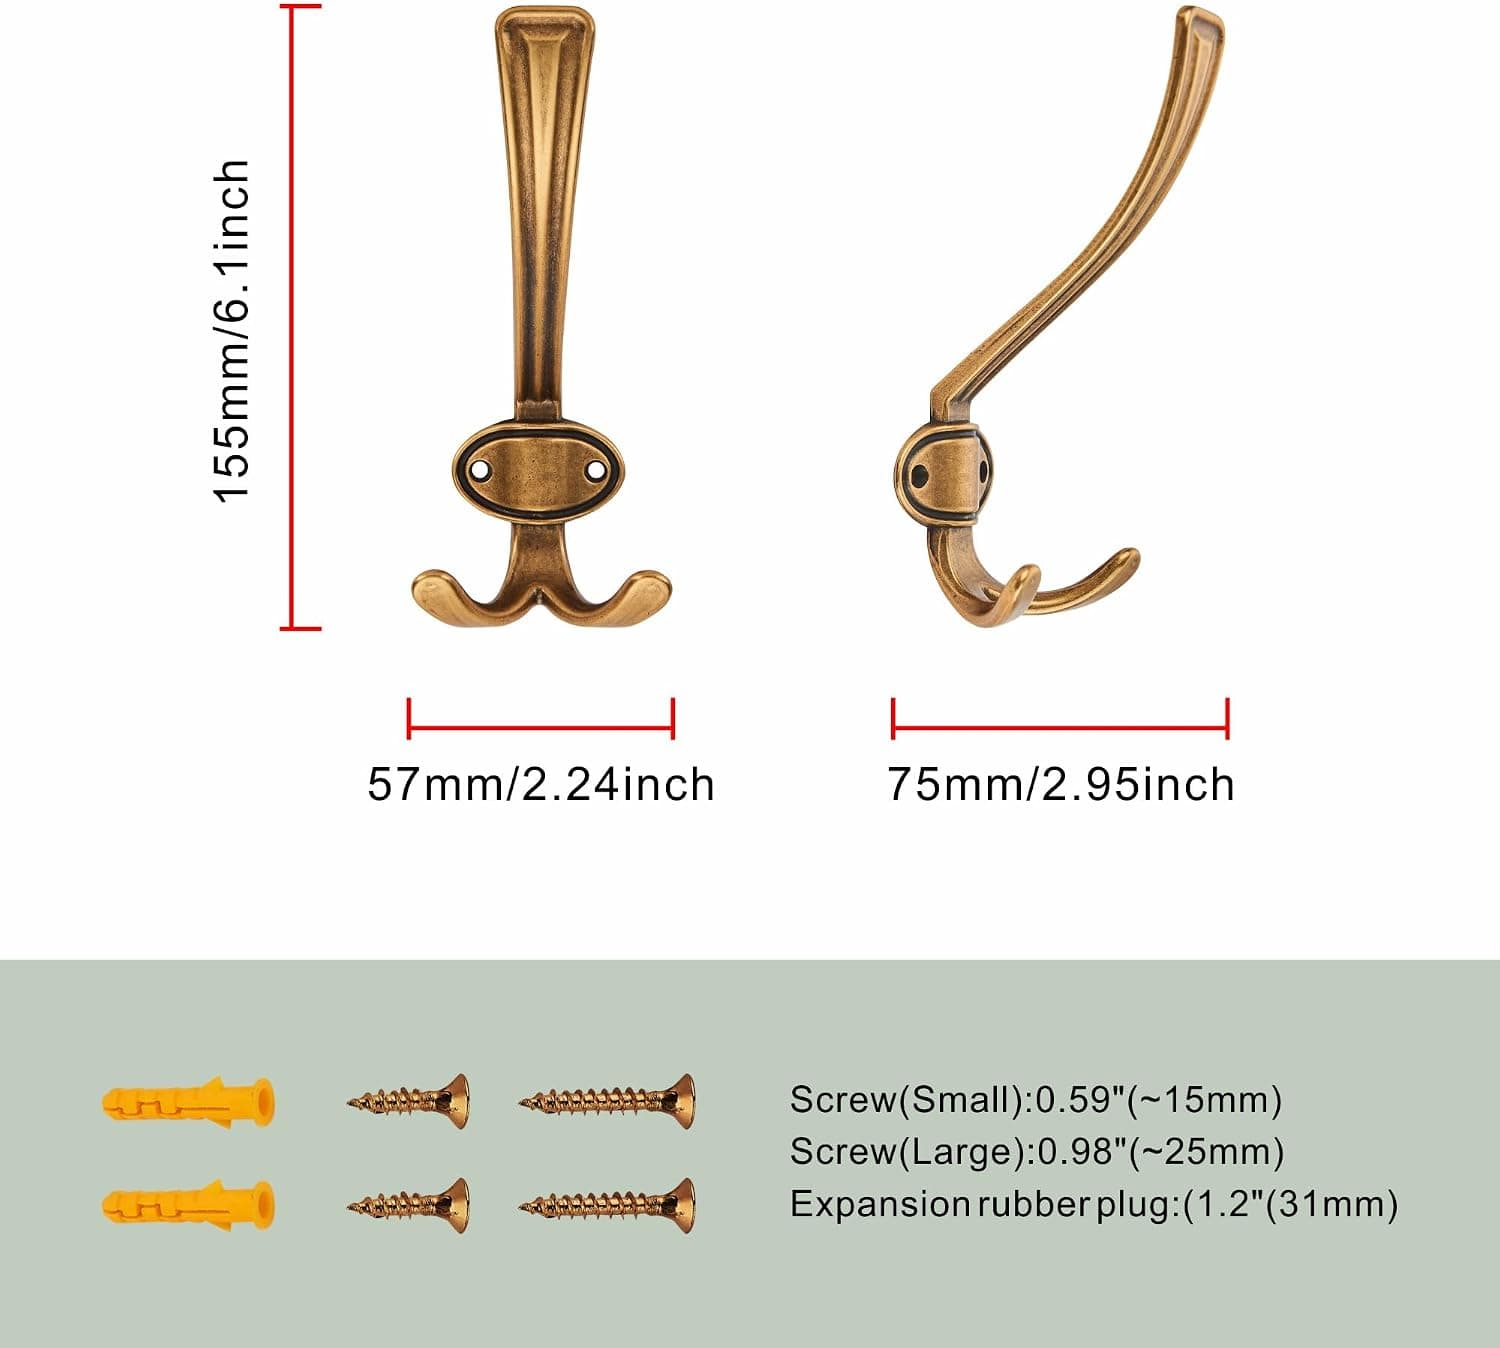 155mm/6.1inch
57mm/2.24inch
75mm/2.95inch
Screw(Small):0.59"(~15mm)
Screw(Large):0.98"(~25mm)
Expansion rubber plug:(1.2"(31mm)